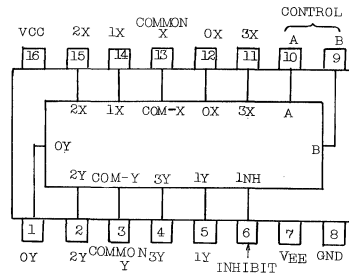 CONTROL
COMMON
VCC 2X 1X X 0X 3X A B
16 15 14 13 12 11 10 9
2X 1X COM-X 0X 3X A
0Y B
2Y COM-Y 3Y 1Y 1NH
1 2 3 4 5 6 7 8
0Y 2Y COMMON 3Y 1Y VEE GND
Y INHIBIT